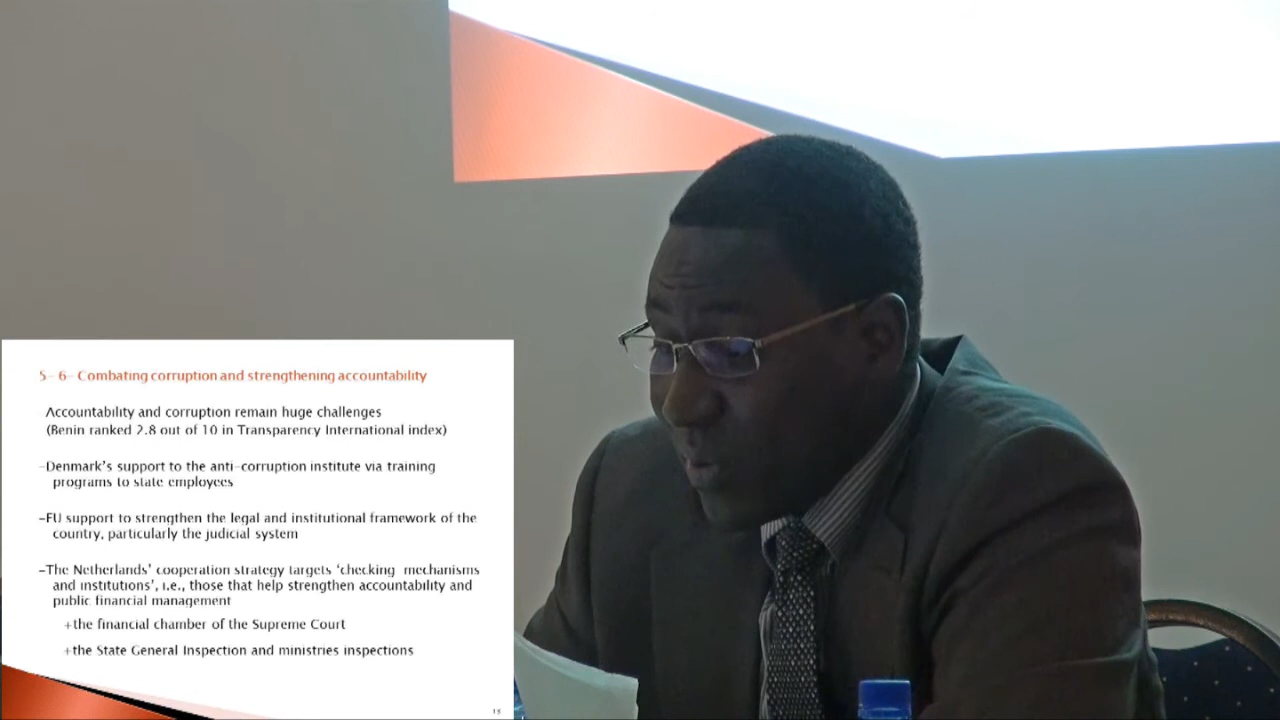 5- 6- Combating corruption and strengthening accountability
Accountability and corruption remain huge challenges
(Benin ranked 2.8 out of 10 in Transparency International index)
-Denmark's support to the anti-corruption institute via training
programs to state employees
-EU support to strengthen the legal and institutional framework of the
country, particularly the judicial system
-The Netherlands' cooperation strategy targets 'checking mechanisms
and institutions', i.e., those that help strengthen accountability and
public financial management
+the financial chamber of the Supreme Court
+the State General Inspection and ministries inspections